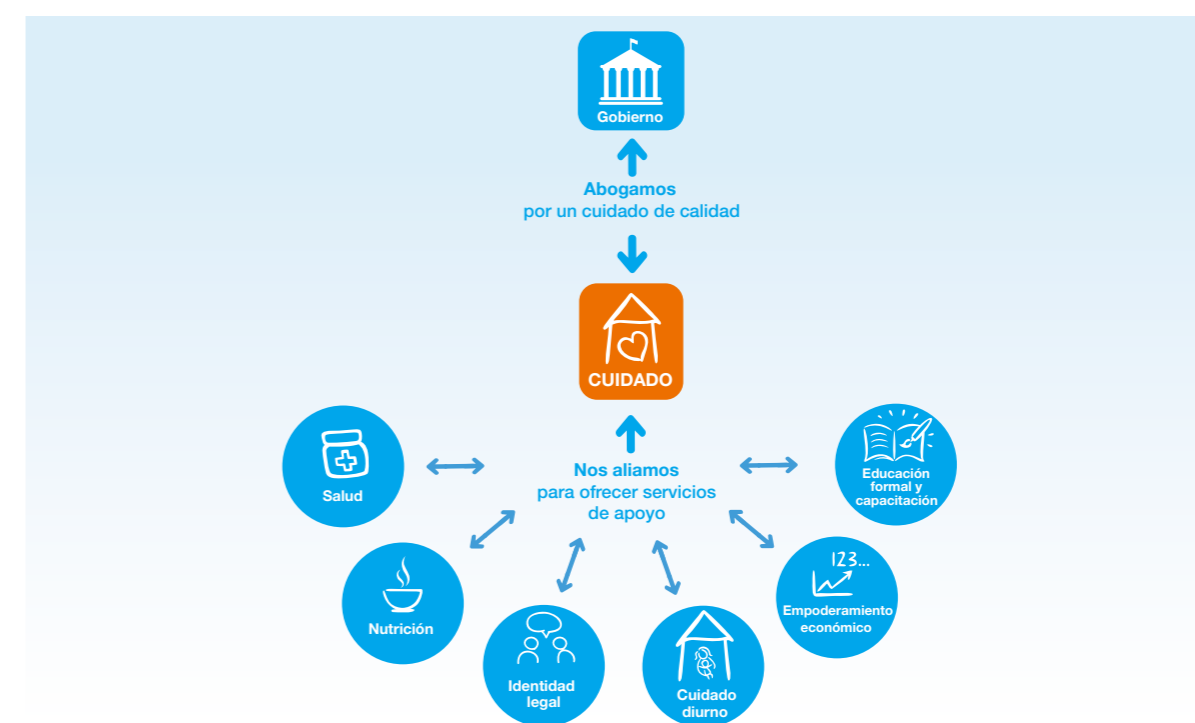 Gobierno
Abogamos
por un cuidado de calidad
CUIDADO
Nos aliamos
para ofrecer servicios
de apoyo
Salud
Nutrición
Identidad
legal
Cuidado
diurno
123...
Empoderamiento
económico
Educación
formal y
capacitación